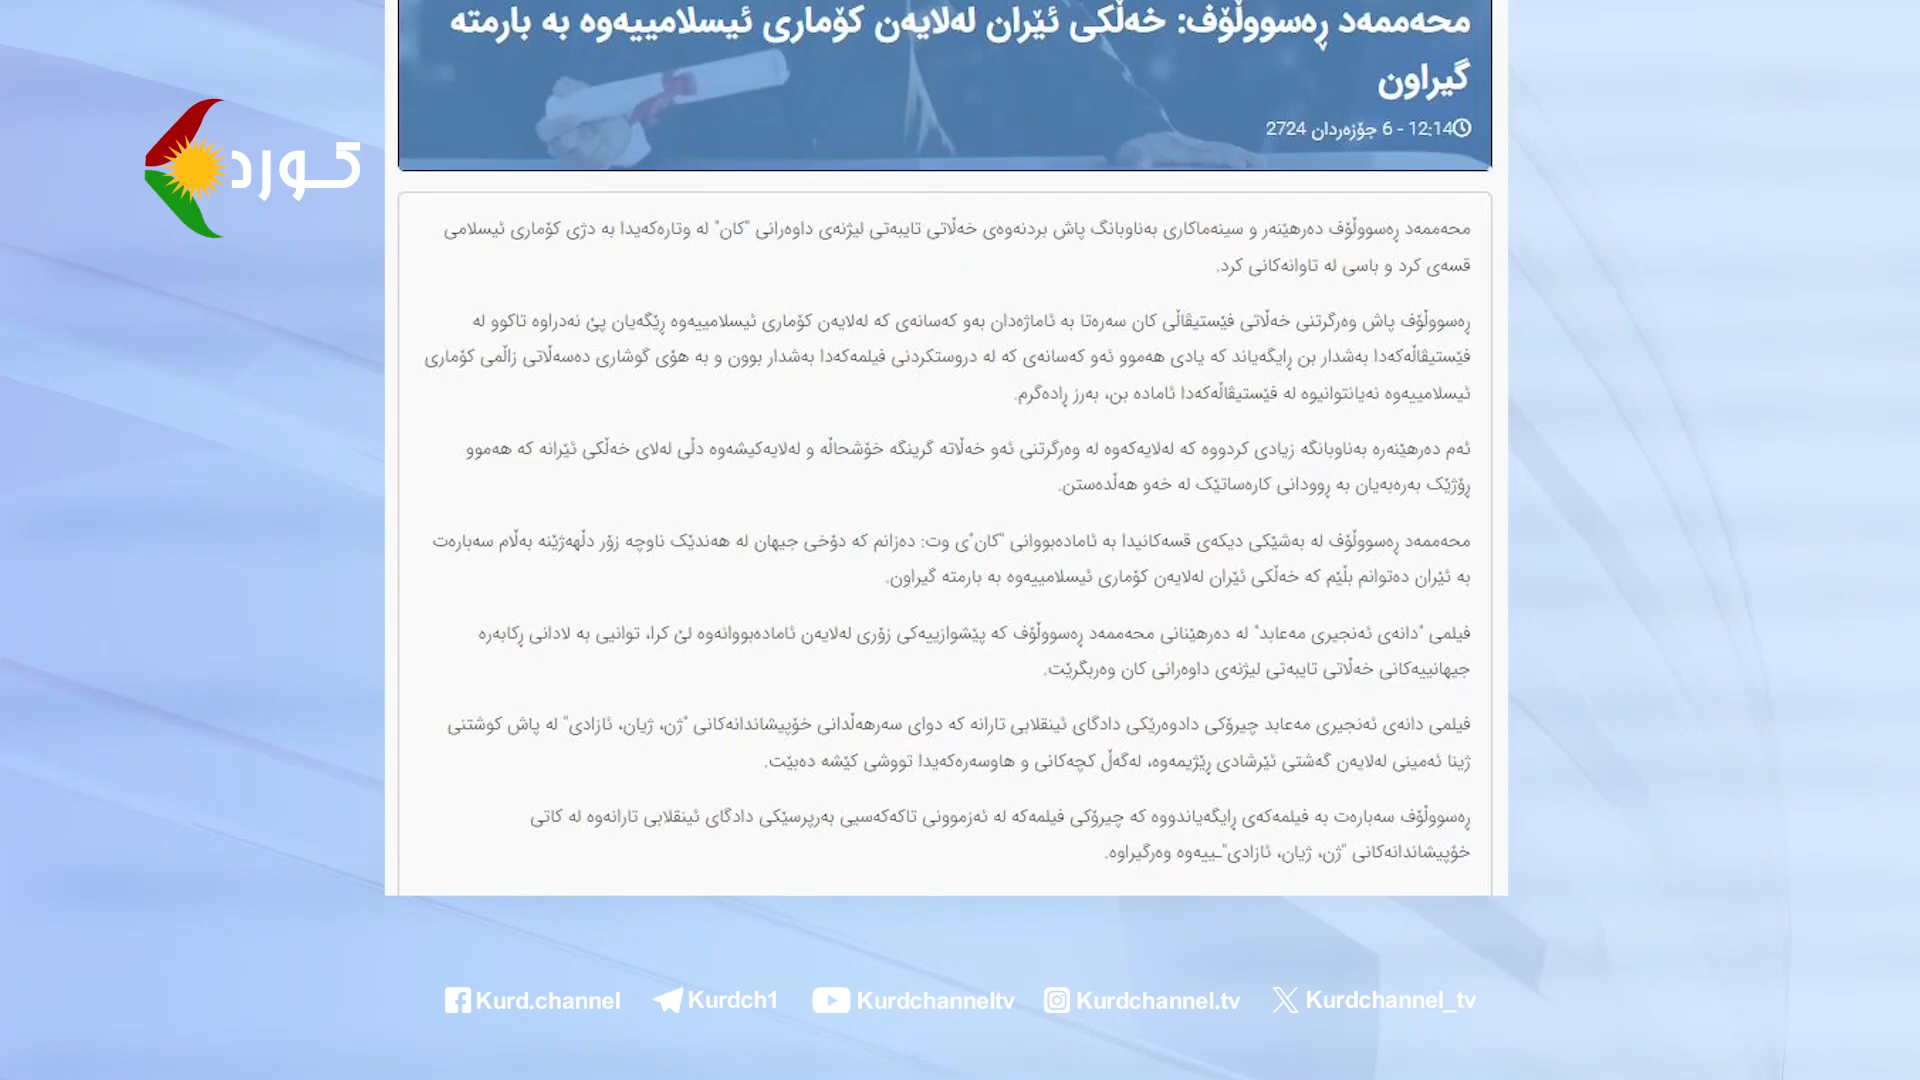 محەممەد ڕەسووڵۆف: خەڵکی ئێران لەلایەن کۆماری ئیسلامییەوە بە بارمتە
گیراون
12:14 - 6 جۆزەردان 2724
کورد
محەممەد ڕەسووڵۆف دەرهێنەر و سینەماکاری بەناوبانگ پاش بردنەوەی خەڵاتی تایبەتی لیژنەی داوەرانی "کان" لە وتارەکەیدا بە دژی کۆماری ئیسلامی
قسەی کرد و باسی لە تاوانەکانی کرد.
ڕەسووڵۆف پاش وەرگرتنی خەڵاتی فێستیڤاڵی کان سەرەتا بە ئاماژەدان بەو کەسانەی کە لەلایەن کۆماری ئیسلامییەوە ڕێگەیان پێ نەدراوە تاکوو لە
فێستیڤاڵەکەدا بەشدار بن ڕایگەیاند کە یادی هەموو ئەو کەسانەی کە لە دروستکردنی فیلمەکەدا بەشدار بوون و بە هۆی گوشاری دەسەڵاتی زاڵمی کۆماری
ئیسلامییەوە نەیانتوانیوە لە فێستیڤاڵەکەدا ئامادە بن، بەرز ڕادەگرم.
ئەم دەرهێنەرە بەناوبانگە زیادی کردووە کە لەلایەکەوە لە وەرگرتنی ئەو خەڵاتە گرینگە خۆشحاڵە و لەلایەکیشەوە دڵی لەلای خەڵکی ئێرانە کە هەموو
ڕۆژێک بەرەبەیان بە ڕوودانی کارەساتێک لە خەو هەڵدەستن.
محەممەد ڕەسووڵۆف لە بەشێکی دیکەی قسەکانیدا بە ئامادەبووانی "کان"ی وت: دەزانم کە دۆخی جیهان لە هەندێک ناوچە زۆر دڵهەژێنە بەڵام سەبارەت
بە ئێران دەتوانم بڵێم کە خەڵکی ئێران لەلایەن کۆماری ئیسلامییەوە بە بارمتە گیراون.
فیلمی "دانەی ئەنجیری مەعابد" لە دەرهێنانی محەممەد ڕەسووڵۆف کە پێشوازییەکی زۆری لەلایەن ئامادەبووانەوە لێ کرا، توانیی بە لادانی ڕکابەرە
جیهانییەکانی خەڵاتی تایبەتی لیژنەی داوەرانی کان وەربگرێت.
فیلمی دانەی ئەنجیری مەعابد چیرۆکی دادوەرێکی دادگای ئینقلابی تارانە کە دوای سەرهەڵدانی خۆپیشاندانەکانی "ژن، ژیان، ئازادی" لە پاش کوشتنی
ژینا ئەمینی لەلایەن گەشتی ئێرشادی ڕێژیمەوە، لەگەڵ کچەکانی و هاوسەرەکەیدا تووشی کێشە دەبێت.
ڕەسووڵۆف سەبارەت بە فیلمەکەی ڕایگەیاندووە کە چیرۆکی فیلمەکە لە ئەزموونی تاکەکەسیی بەرپرسێکی دادگای ئینقلابی تارانەوە لە کاتی
خۆپیشاندانەکانی "ژن، ژیان، ئازادی"ـییەوە وەرگیراوە.
Kurd.channel Kurdch1 Kurdchanneltv Kurdchannel.tv Kurdchannel_tv